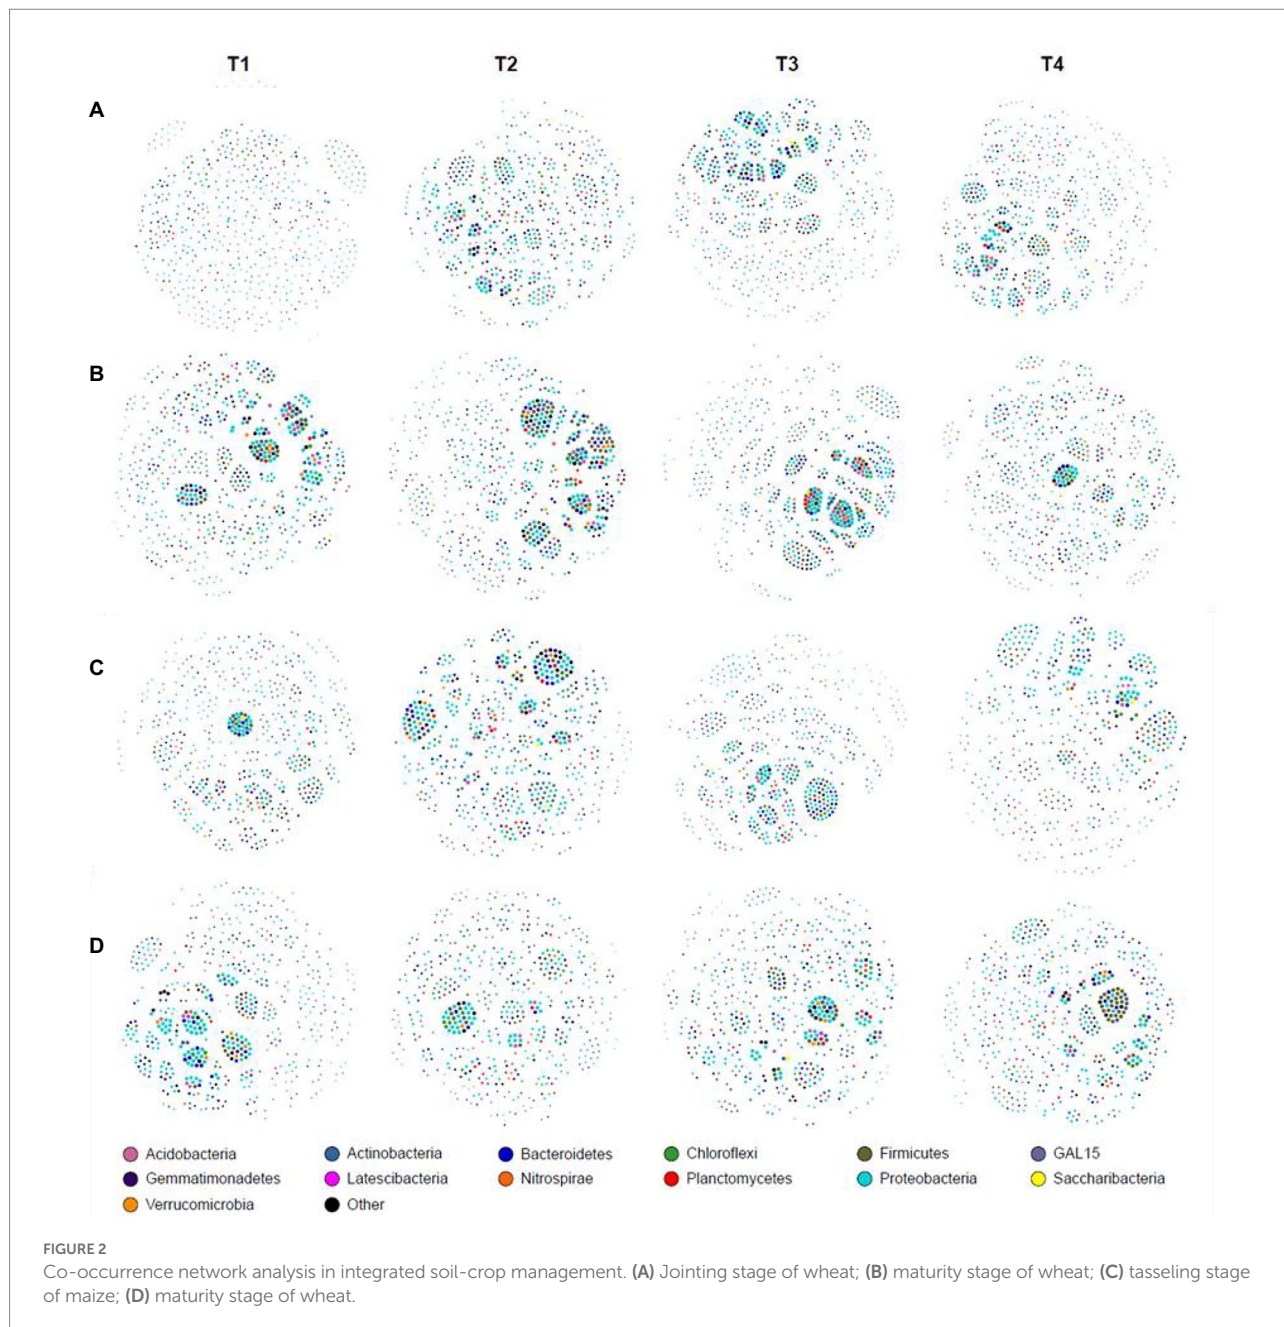 T1 T2 T3 T4
A
B
C
D
Acidobacteria Actinobacteria Bacteroidetes Chloroflexi Firmicutes GAL15
Gemmatimonadetes Latescibacteria Nitrospirae Planctomycetes Proteobacteria Saccharibacteria
Verrucomicrobia Other
FIGURE 2
Co-occurrence network analysis in integrated soil-crop management. (A) Jointing stage of wheat; (B) maturity stage of wheat; (C) tasseling stage
of maize; (D) maturity stage of wheat.